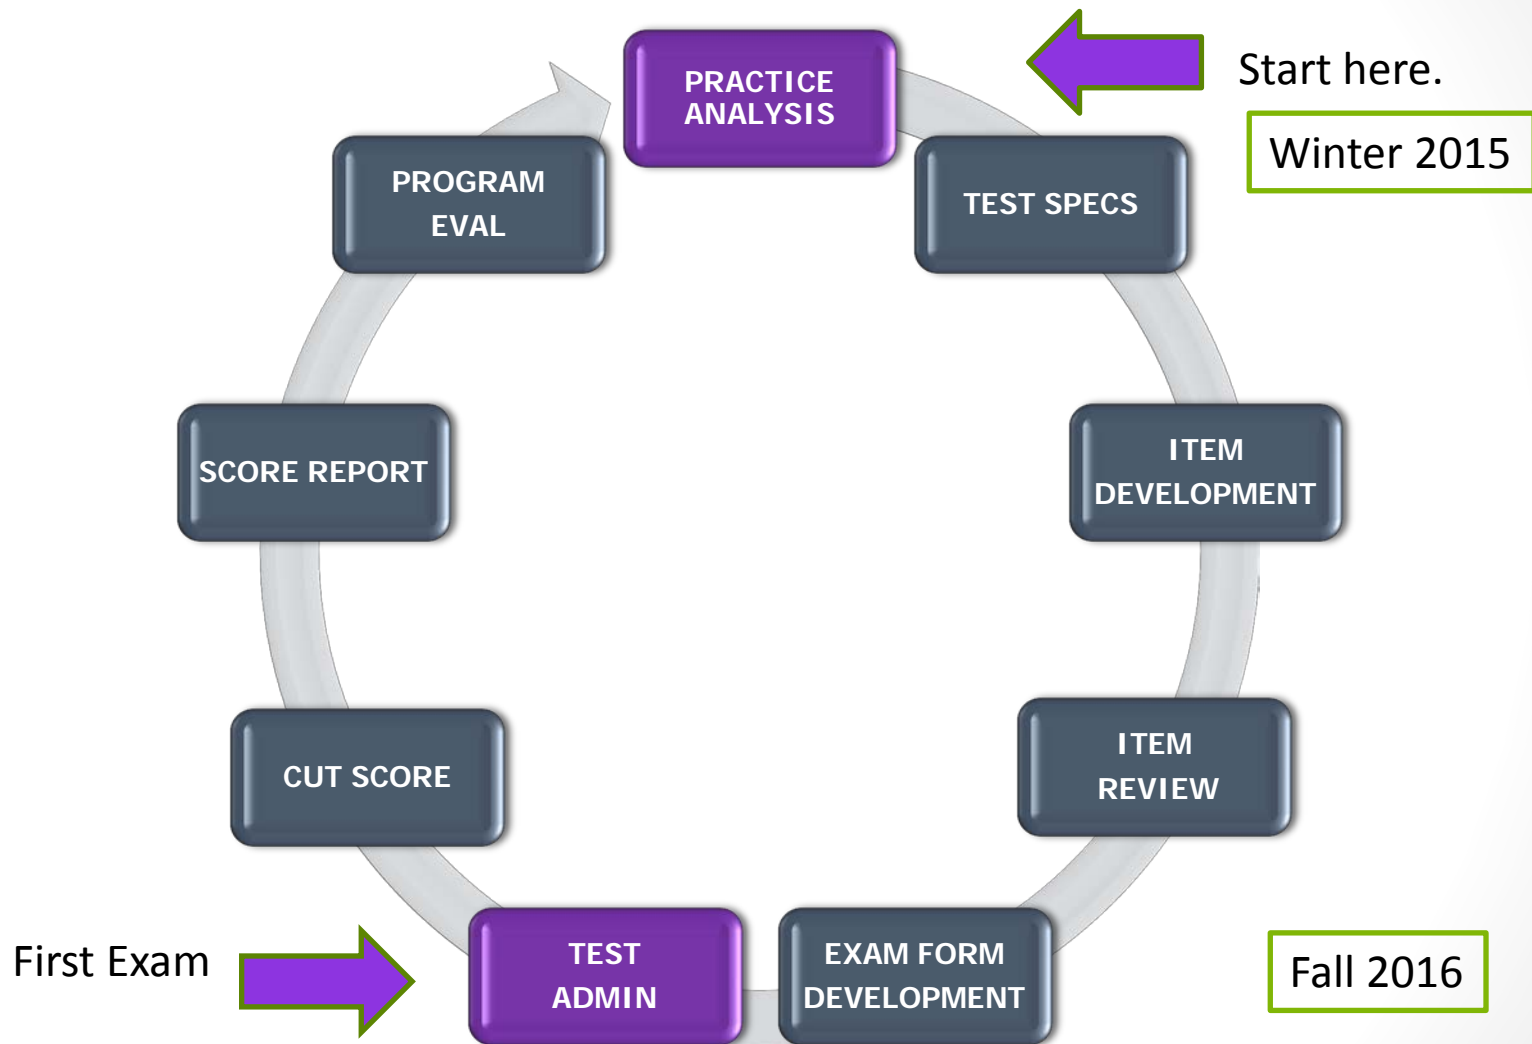 PRACTICE
ANALYSIS
Start here.
Winter 2015
TEST SPECS
ITEM
DEVELOPMENT
ITEM
REVIEW
EXAM FORM
DEVELOPMENT
Fall 2016
TEST
ADMIN
First Exam
CUT SCORE
SCORE REPORT
PROGRAM
EVAL